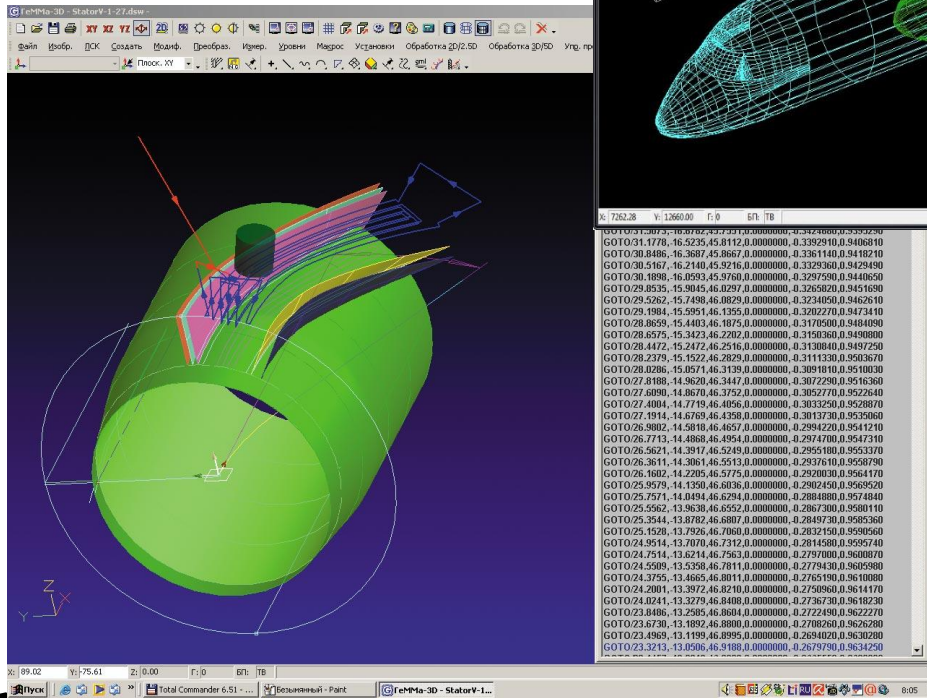 ГеММа-3D - StatorV-1-27.dsw -
XY XZ YZ 2D
Файл Изобр. ПСК Создать Модиф. Преобраз. Измер. Уровни Макрос Установки Обработка 2D/2.5D Обработка 3D/5D
Плоск. XY
X: 7262.28 Y: 12660.00 Г: 0 БП: ТВ
GOTO/31.1778,-16.5235,45.8112,0.0000000,-0.3392910,0.9406810
GOTO/30.8486,-16.3687,45.8667,0.0000000,-0.3361140,0.9418210
GOTO/30.5167,-16.2140,45.9216,0.0000000,-0.3329360,0.9429490
GOTO/30.1898,-16.0593,45.9760,0.0000000,-0.3297590,0.9440650
GOTO/29.8535,-15.9045,46.0297,0.0000000,-0.3265820,0.9451690
GOTO/29.5262,-15.7498,46.0829,0.0000000,-0.3234050,0.9462610
GOTO/29.1984,-15.5951,46.1355,0.0000000,-0.3202270,0.9473410
GOTO/28.8659,-15.4403,46.1875,0.0000000,-0.3170500,0.9484090
GOTO/28.6575,-15.3423,46.2202,0.0000000,-0.3150360,0.9490800
GOTO/28.4472,-15.2472,46.2516,0.0000000,-0.3130840,0.9497250
GOTO/28.2379,-15.1522,46.2829,0.0000000,-0.3111330,0.9503670
GOTO/28.0286,-15.0571,46.3139,0.0000000,-0.3091810,0.9510030
GOTO/27.8188,-14.9620,46.3447,0.0000000,-0.3072290,0.9516360
GOTO/27.6090,-14.8670,46.3752,0.0000000,-0.3052770,0.9522640
GOTO/27.4004,-14.7719,46.4056,0.0000000,-0.3033250,0.9528870
GOTO/27.1914,-14.6769,46.4358,0.0000000,-0.3013730,0.9535060
GOTO/26.9802,-14.5818,46.4657,0.0000000,-0.2994220,0.9541210
GOTO/26.7713,-14.4868,46.4954,0.0000000,-0.2974700,0.9547310
GOTO/26.5621,-14.3917,46.5249,0.0000000,-0.2955180,0.9553370
GOTO/26.3611,-14.3061,46.5513,0.0000000,-0.2937610,0.9558790
GOTO/26.1602,-14.2205,46.5775,0.0000000,-0.2920030,0.9564170
GOTO/25.9579,-14.1350,46.6036,0.0000000,-0.2902450,0.9569520
GOTO/25.7571,-14.0494,46.6294,0.0000000,-0.2884880,0.9574840
GOTO/25.5562,-13.9638,46.6552,0.0000000,-0.2867300,0.9580110
GOTO/25.3544,-13.8782,46.6807,0.0000000,-0.2849730,0.9585360
GOTO/25.1528,-13.7926,46.7060,0.0000000,-0.2832150,0.9590560
GOTO/24.9514,-13.7070,46.7312,0.0000000,-0.2814580,0.9595740
GOTO/24.7514,-13.6214,46.7563,0.0000000,-0.2797000,0.9600870
GOTO/24.5509,-13.5358,46.7811,0.0000000,-0.2779430,0.9605980
GOTO/24.3755,-13.4665,46.8011,0.0000000,-0.2765190,0.9610080
GOTO/24.2001,-13.3972,46.8210,0.0000000,-0.2750960,0.9614170
GOTO/24.0241,-13.3279,46.8408,0.0000000,-0.2736730,0.9618230
GOTO/23.8486,-13.2585,46.8604,0.0000000,-0.2722490,0.9622270
GOTO/23.6730,-13.1892,46.8800,0.0000000,-0.2708260,0.9626280
GOTO/23.4969,-13.1199,46.8995,0.0000000,-0.2694020,0.9630280
GOTO/23.3213,-13.0506,46.9188,0.0000000,-0.2679790,0.9634250
Z
X
Y
X: 89.02 Y: -75.61 Z: 0.00 Г: 0 БП: ТВ
Пуск Total Commander 6.51 - ... Безымянный - Paint ГеММа-3D - StatorV-1... RU 8:05